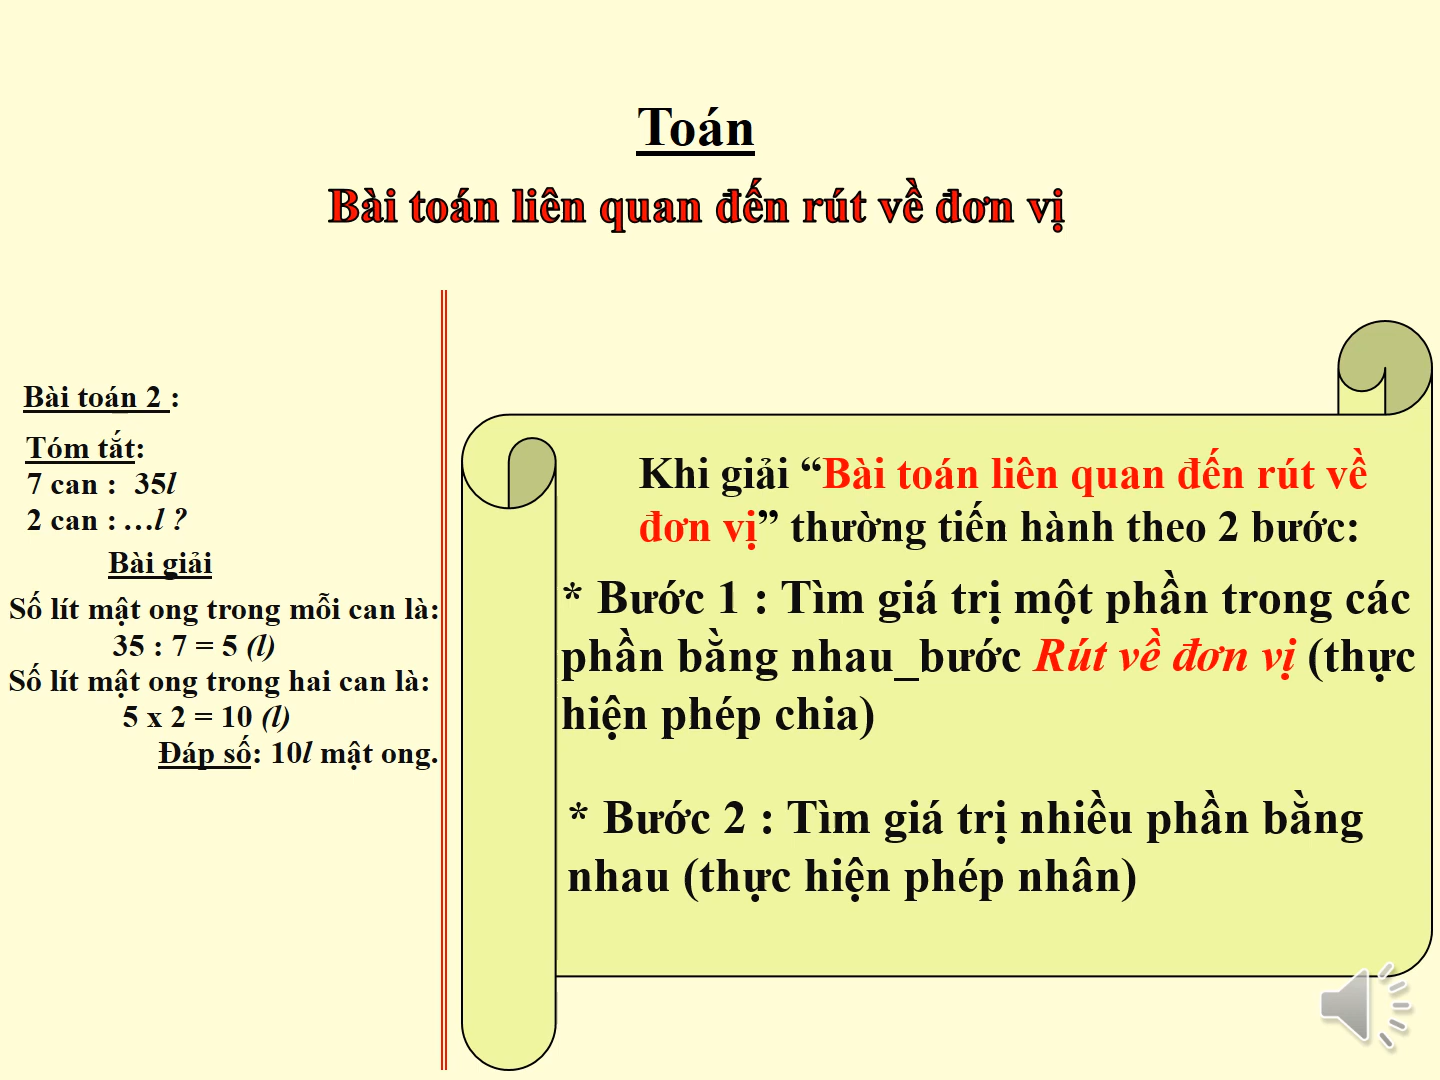 Toán
Bài toán liên quan đến rút về đơn vị
Bài toán 2 :
Tóm tắt:
7 can : 35l
2 can : …l ?
Bài giải
Số lít mật ong trong mỗi can là:
35 : 7 = 5 (l)
Số lít mật ong trong hai can là:
5 x 2 = 10 (l)
Đáp số: 10l mật ong.
Khi giải “Bài toán liên quan đến rút về
đơn vị” thường tiến hành theo 2 bước:
* Bước 1 : Tìm giá trị một phần trong các
phần bằng nhau_bước Rút về đơn vị (thực
hiện phép chia)
* Bước 2 : Tìm giá trị nhiều phần bằng
nhau (thực hiện phép nhân)